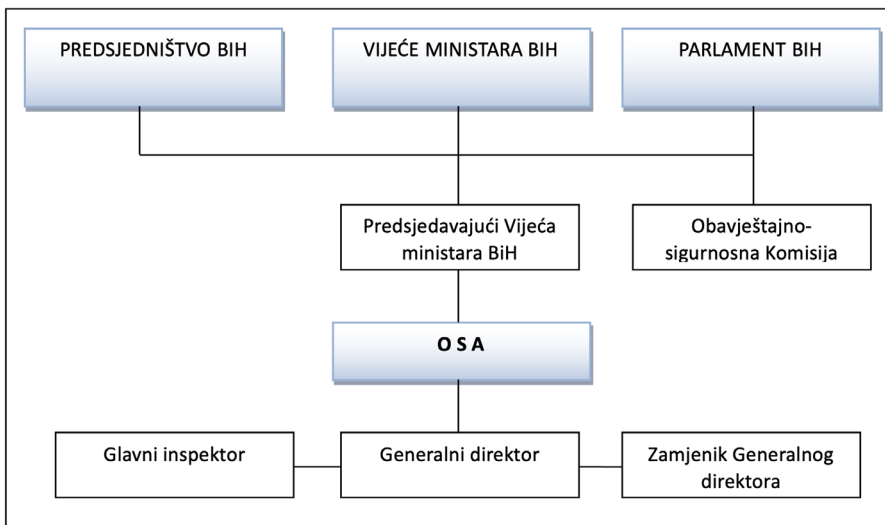 PREDSJEDNIŠTVO BIH
VIJEĆE MINISTARA BIH
PARLAMENT BIH
Predsjedavajući Vijeća
ministara BiH
Obavještajno-
sigurnosna Komisija
O S A
Glavni inspektor
Generalni direktor
Zamjenik Generalnog
direktora